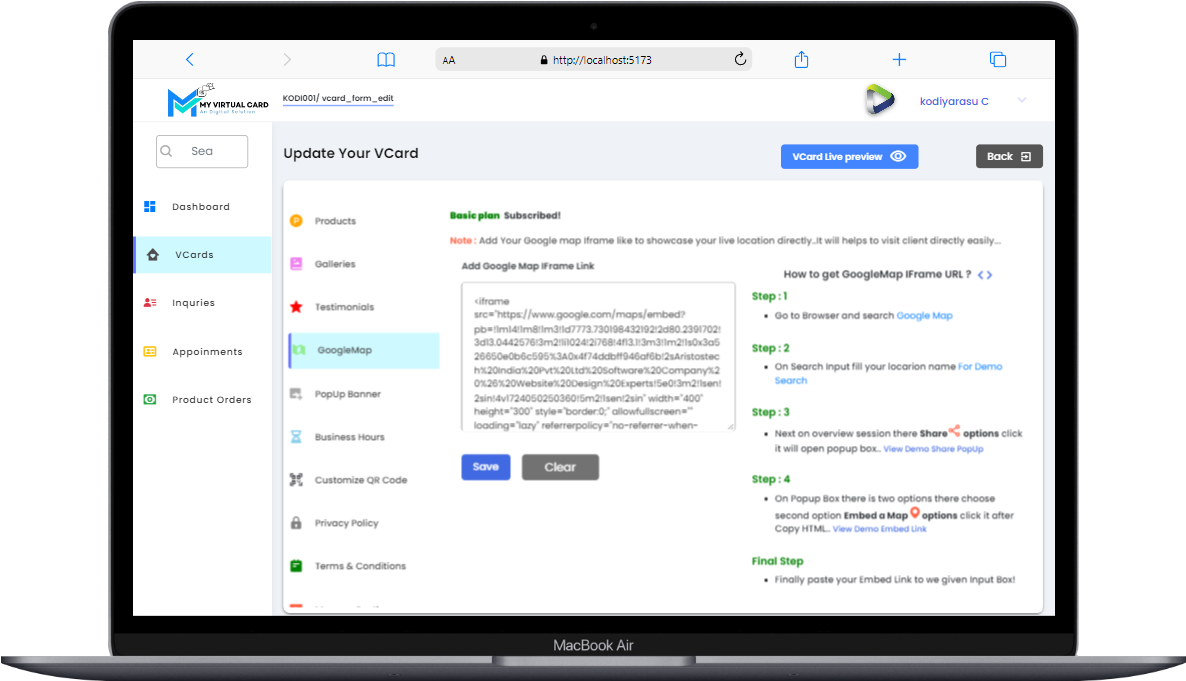 AA
http://localhost:5173
MY VIRTUAL CARD
An Digital Solution
KODI001/ vcard_form_edit
kodiyarasu C
Sea
Update Your VCard
VCard Live preview
Back
Dashboard
VCards
Inquries
Appoinments
Product Orders
Products
Galleries
Testimonials
GoogleMap
PopUp Banner
Business Hours
Customize QR Code
Privacy Policy
Terms & Conditions
Basic plan Subscribed!
Note : Add Your Google map Iframe like to showcase your live location directly..It will helps to visit client directly easily...
Add Google Map IFrame Link
<iframe
src="https://www.google.com/maps/embed?
pb=!1m14!1m8!1m3!1d7773.730198432192!2d80.2391702!
3d13.0442576!3m2!1i1024!2i768!4f13.1!3m3!1m2!1s0x3a5
26650e0b6c595%3A0x4f74ddbff946af6b!2sAristostec
h%20India%20Pvt%20Ltd%20Software%20Company%2
0%26%20Website%20Design%20Experts!5e0!3m2!1sen!
2sin!4v1724050250360!5m2!1sen!2sin" width="400"
height="300" style="border:0;" allowfullscreen=""
loading="lazy" referrerpolicy="no-referrer-when-
Save
Clear
How to get GoogleMap IFrame URL ? <>
Step : 1
Go to Browser and search Google Map
Step : 2
On Search Input fill your locarion name For Demo
Search
Step : 3
Next on overview session there Share options click
it will open popup box.. View Demo Share PopUp
Step : 4
On Popup Box there is two options there choose
second option Embed a Map options click it after
Copy HTML.. View Demo Embed Link
Final Step
Finally paste your Embed Link to we given Input Box!
MacBook Air